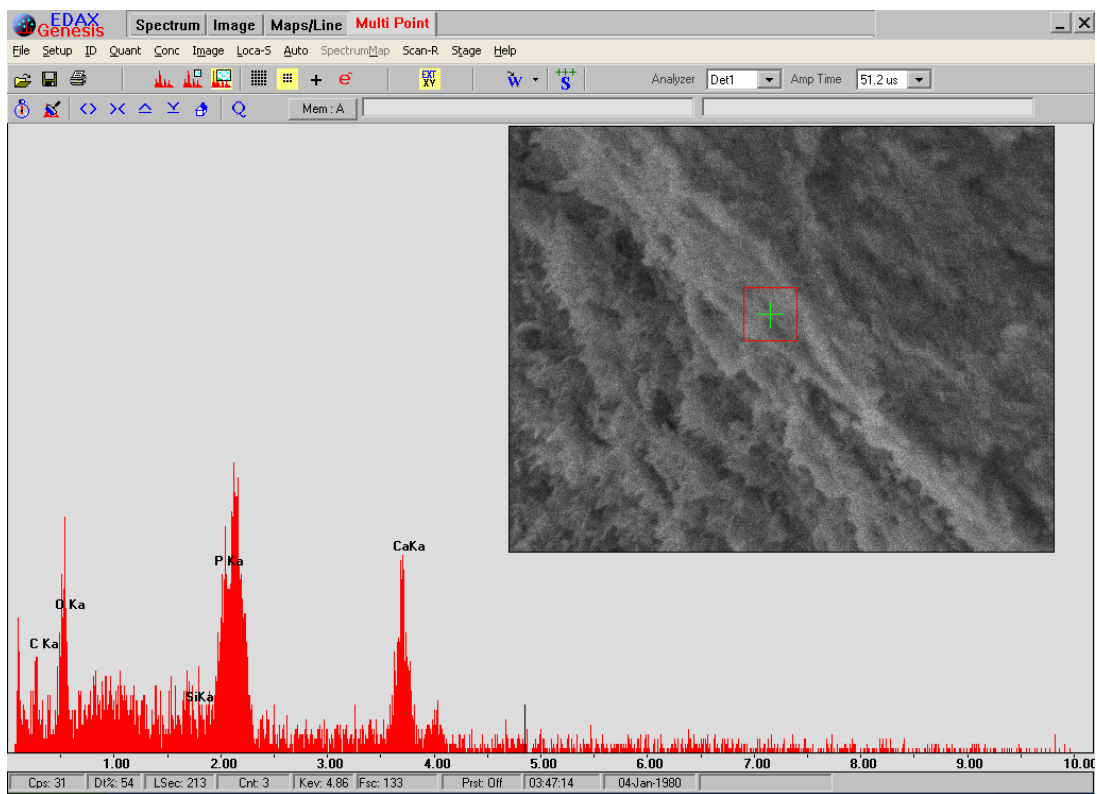 EDAX
Genesis
Spectrum Image Maps/Line Multi Point
File Setup ID Quant Conc Image Loca-S Auto SpectrumMap Scan-R Stage Help
EXT
XY
W
S
Analyzer Det1 Amp Time 51.2 us
Q Mem : A
CaKa
P Ka
O Ka
C Ka
SiKa
1.00 2.00 3.00 4.00 5.00 6.00 7.00 8.00 9.00 10.00
Cps: 31 Dt%: 54 LSec: 213 Cnt: 3 Kev: 4.86 Fsc: 133 Prst: Off 03:47:14 04-Jan-1980